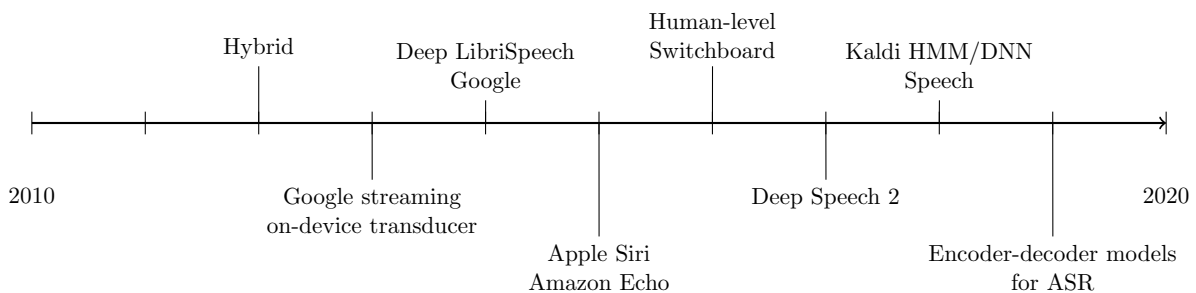 Human-level
Switchboard
Hybrid
Deep LibriSpeech
Google
Kaldi HMM/DNN
Speech
2010
Google streaming
on-device transducer
Deep Speech 2
2020
Apple Siri
Amazon Echo
Encoder-decoder models
for ASR